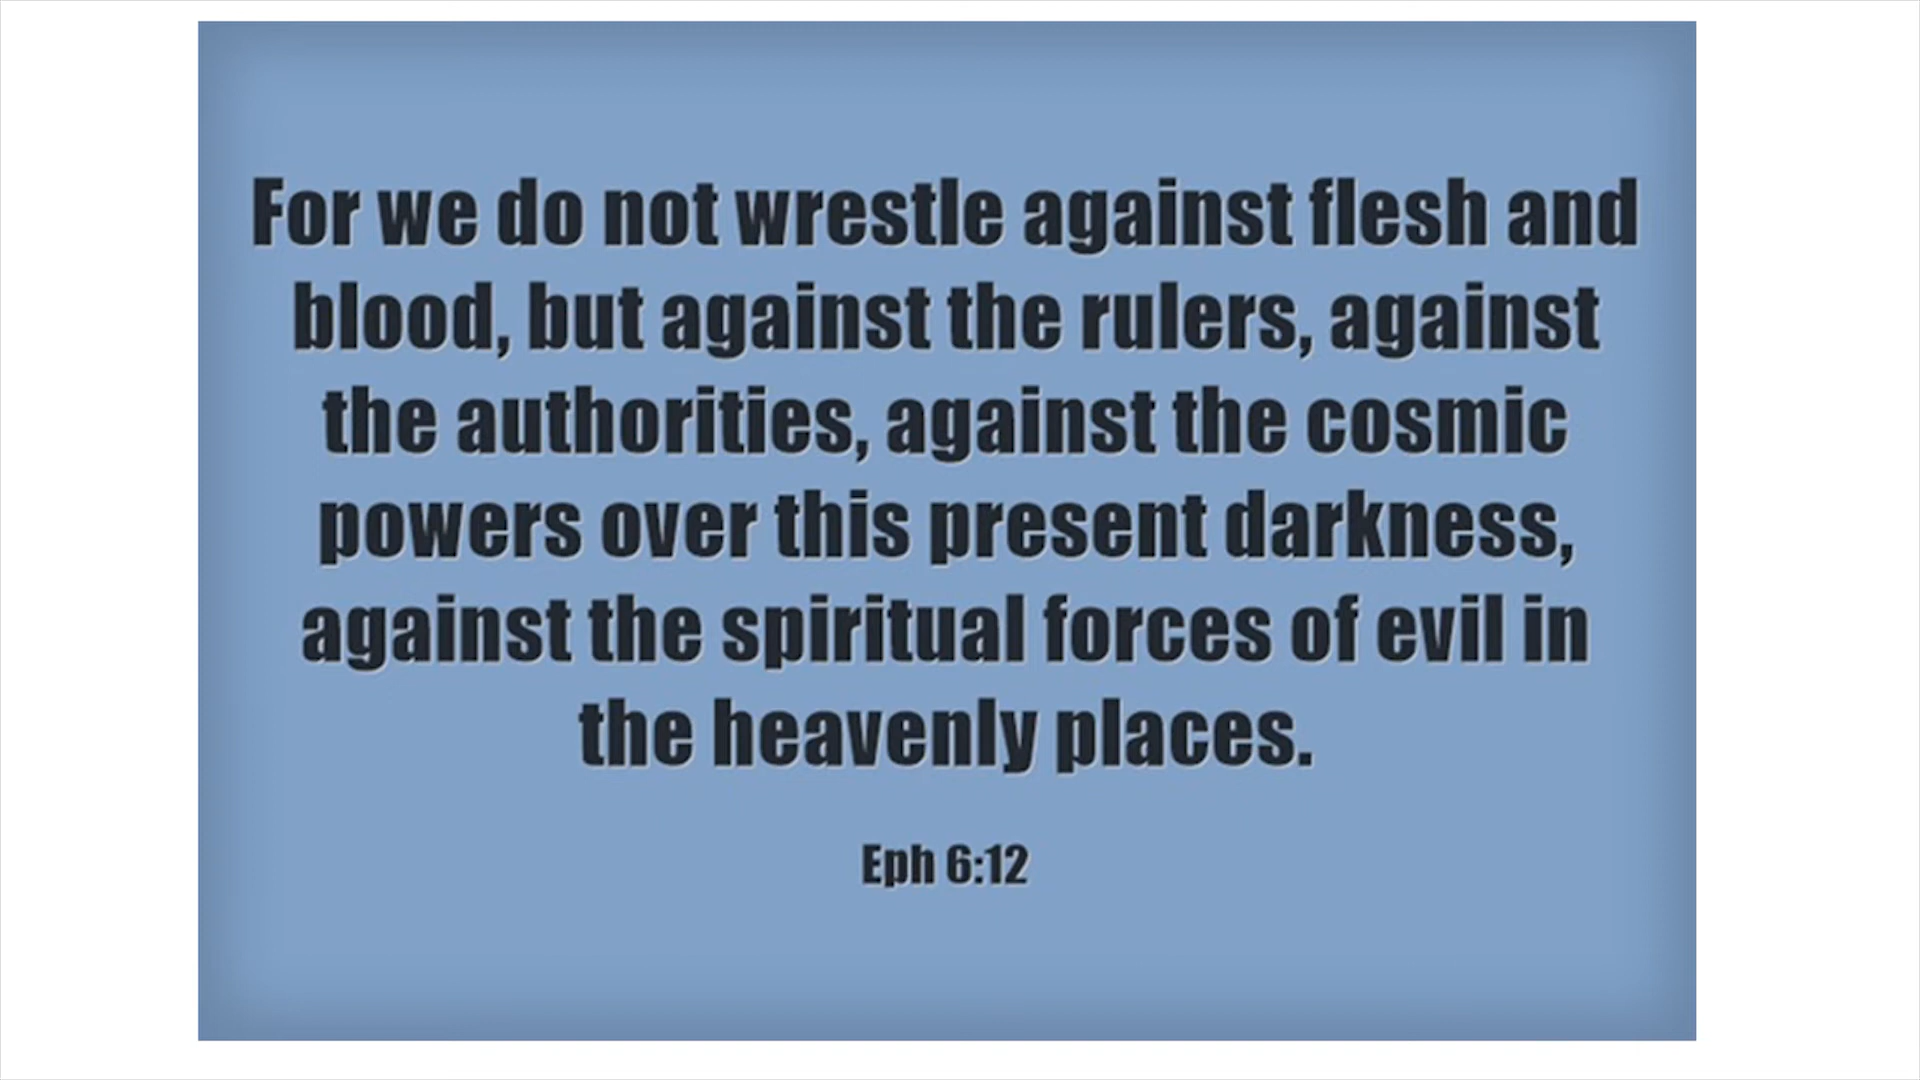 For we do not wrestle against flesh and
blood, but against the rulers, against
the authorities, against the cosmic
powers over this present darkness,
against the spiritual forces of evil in
the heavenly places.
Eph 6:12